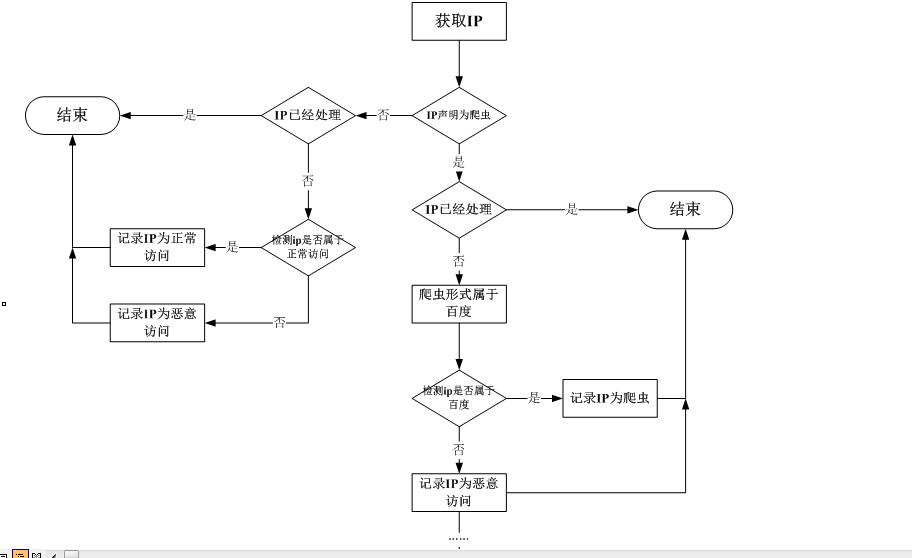 获取IP
结束
是
IP已经处理
否
IP声明为爬虫
是
否
IP已经处理
是
结束
记录IP为正常
访问
是
检测ip是否属于
正常访问
否
爬虫形式属于
百度
记录IP为恶意
访问
否
检测ip是否属于
百度
是
记录IP为爬虫
否
记录IP为恶意
访问
......